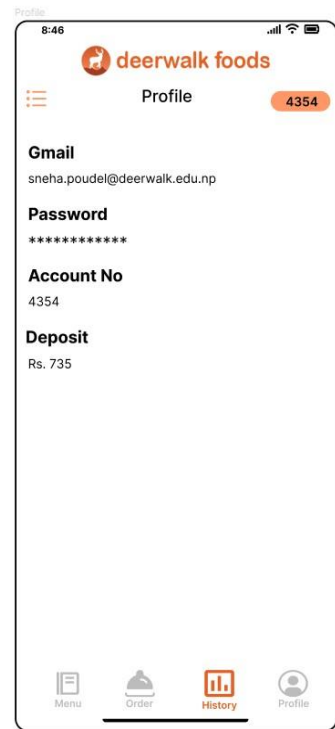 Profile
8:46
deerwalk foods
Profile
4354
Gmail
sneha.poudel@deerwalk.edu.np
Password
************
Account No
4354
Deposit
Rs. 735
Menu
Order
History
Profile